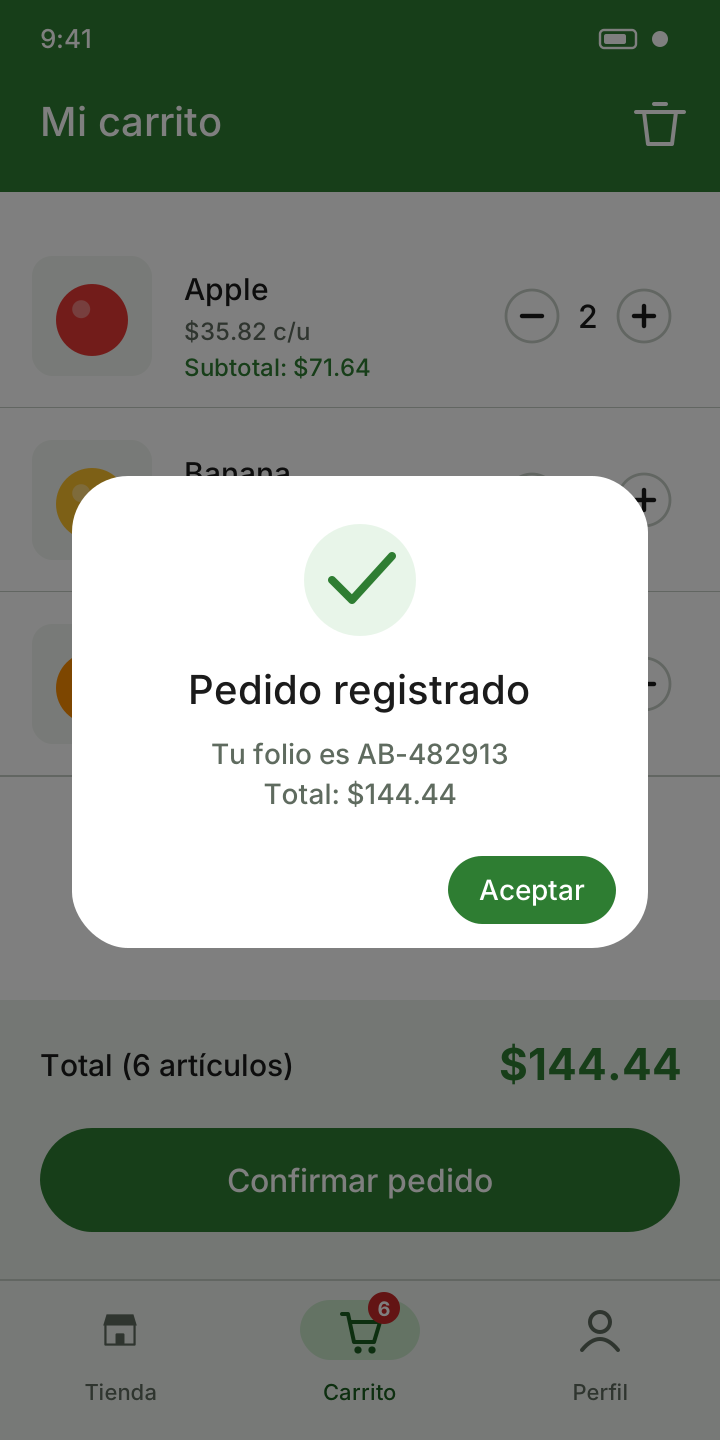 9:41
Mi carrito
Apple
$35.82 c/u
Subtotal: $71.64
2
Banana
Pedido registrado
Tu folio es AB-482913
Total: $144.44
Aceptar
Total (6 artículos)
$144.44
Confirmar pedido
6
Tienda
Carrito
Perfil